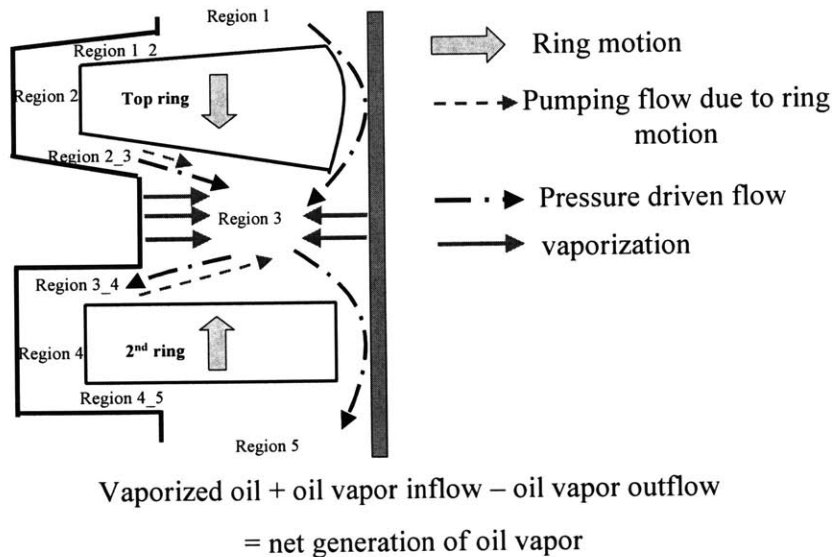 Region 1
Region 1_2
Region 2
Top ring
Region 2_3
Region 3
Region 3_4
Region 4
2nd ring
Region 4_5
Region 5
Ring motion
Pumping flow due to ring
motion
Pressure driven flow
vaporization
Vaporized oil + oil vapor inflow – oil vapor outflow
= net generation of oil vapor